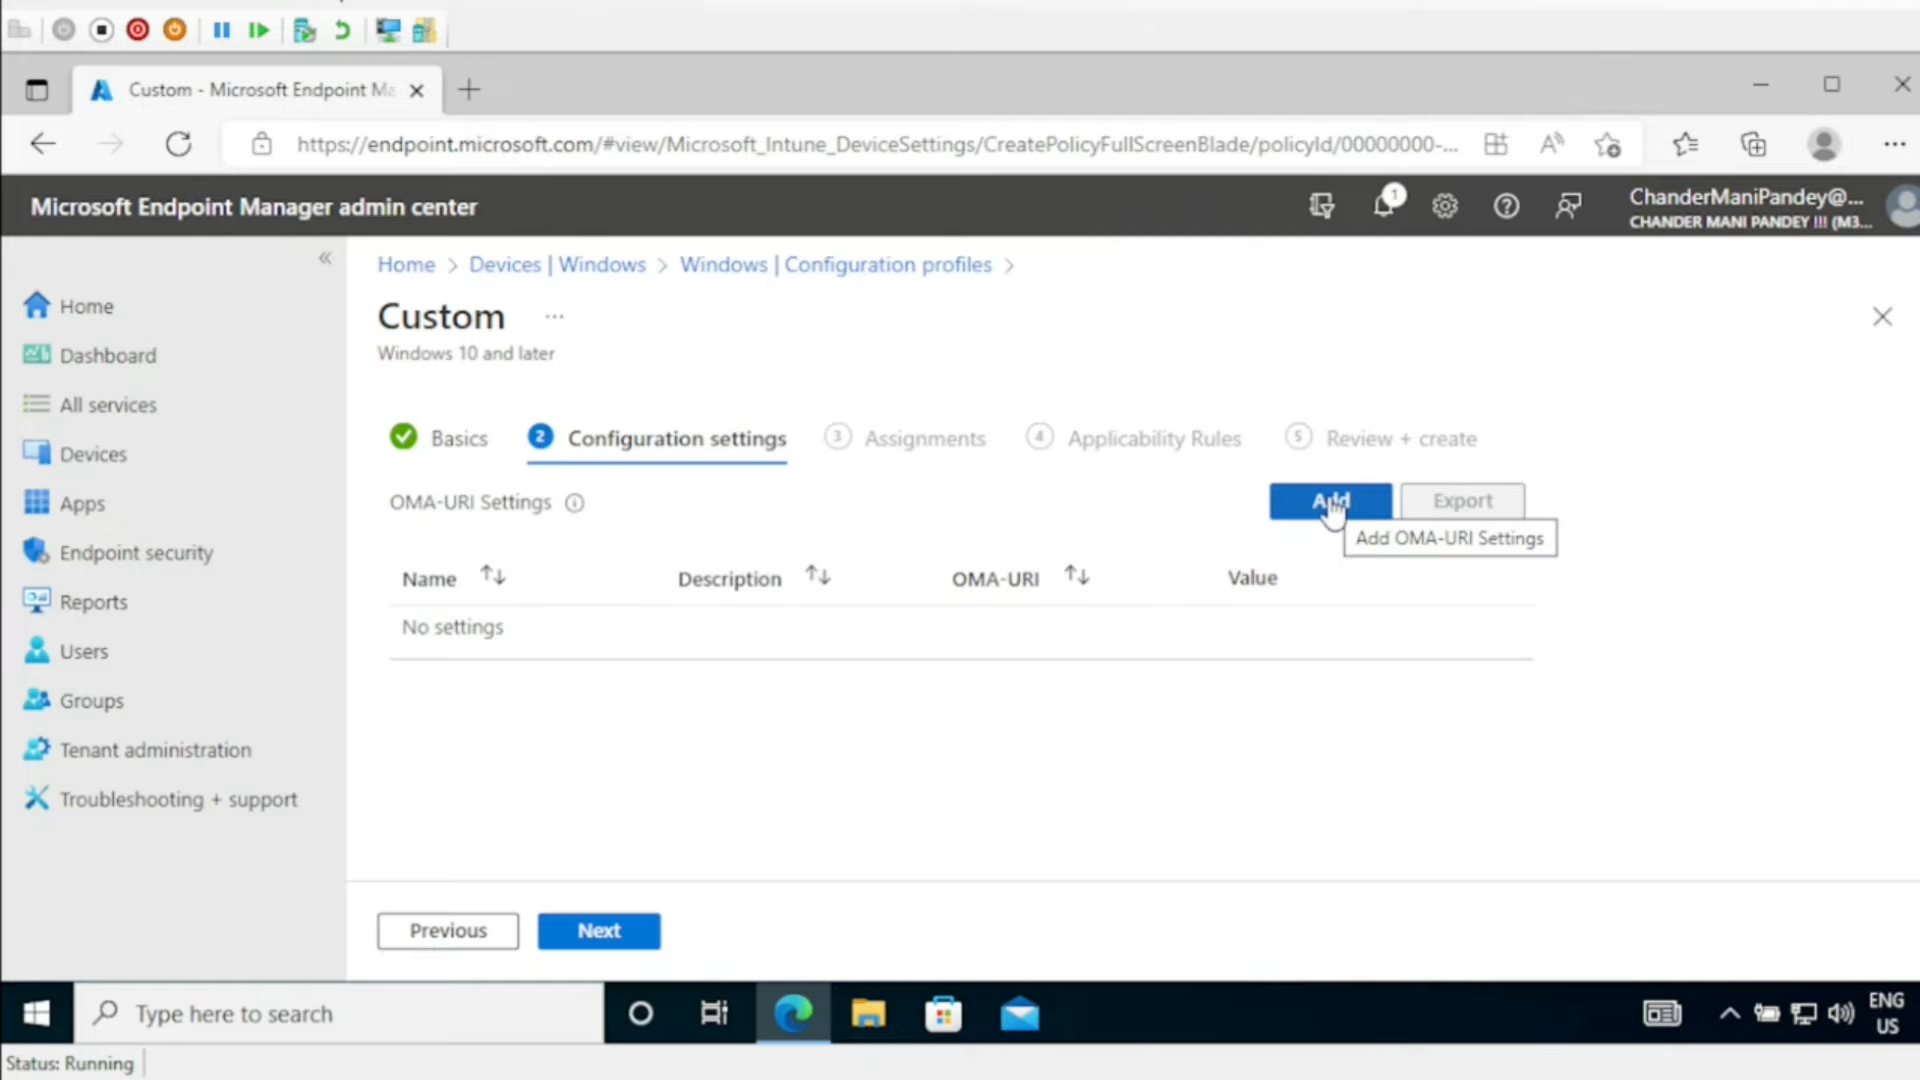 Custom - Microsoft Endpoint Ma
https://endpoint.microsoft.com/#view/Microsoft_Intune_DeviceSettings/CreatePolicyFullScreenBlade/policyId/00000000-...
Microsoft Endpoint Manager admin center
1
ChanderManiPandey@...
CHANDER MANI PANDEY !!! (M3...
Home > Devices | Windows > Windows | Configuration profiles >
Custom ...
Windows 10 and later
Home
Dashboard
All services
Devices
Apps
Endpoint security
Reports
Users
Groups
Tenant administration
Troubleshooting + support
Basics 2 Configuration settings 3 Assignments 4 Applicability Rules 5 Review + create
OMA-URI Settings
Add Export
Add OMA-URI Settings
Name Description OMA-URI Value
No settings
Previous Next
Type here to search
ENG
US
Status: Running